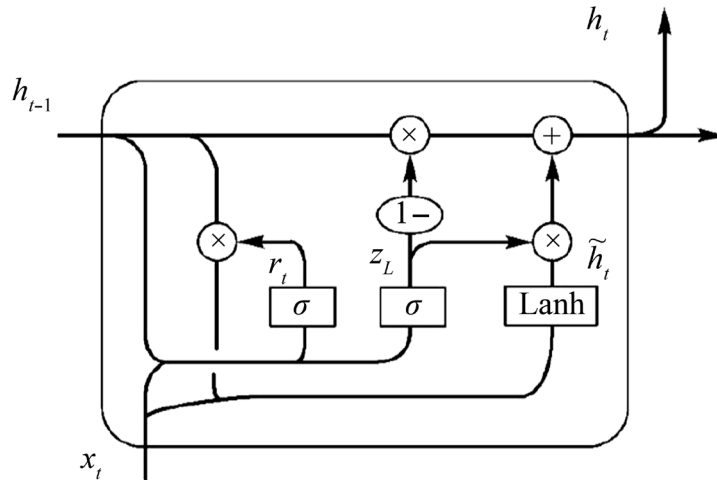 h_t
h_{t-1}
×
+
1−
×
r_t
z_L
×
h̃_t
σ
σ
Lanh
x_t